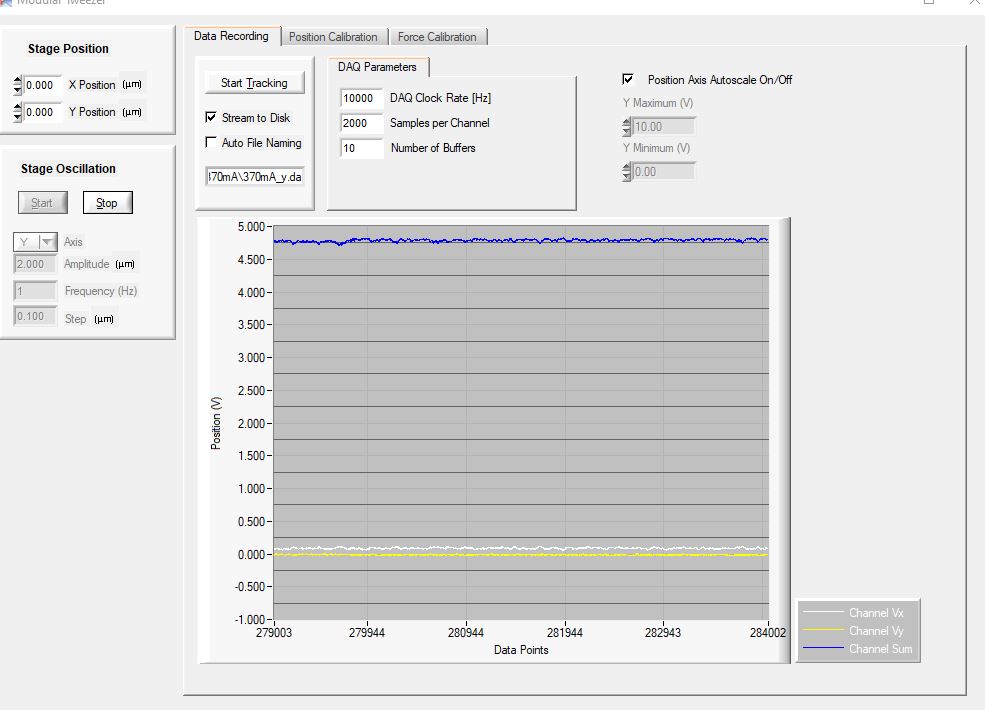 Modular Tweezer
Stage Position
0.000 X Position (µm)
0.000 Y Position (µm)
Stage Oscillation
Start Stop
Y Axis
2.000 Amplitude (µm)
1 Frequency (Hz)
0.100 Step (µm)
Data Recording Position Calibration Force Calibration
Start Tracking
Stream to Disk
Auto File Naming
370mA\370mA_y.da
DAQ Parameters
10000 DAQ Clock Rate [Hz]
2000 Samples per Channel
10 Number of Buffers
Position Axis Autoscale On/Off
Y Maximum (V)
10.00
Y Minimum (V)
0.00
Position (V)
5.000
4.500
4.000
3.500
3.000
2.500
2.000
1.500
1.000
0.500
0.000
-0.500
-1.000
279003 279944 280944 281944 282943 284002
Data Points
Channel Vx
Channel Vy
Channel Sum